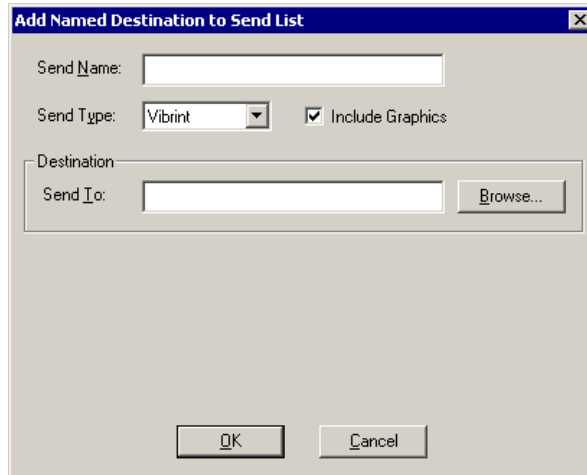 Add Named Destination to Send List
Send Name:
Send Type: Vibrint Include Graphics
Destination
Send To: Browse...
OK Cancel